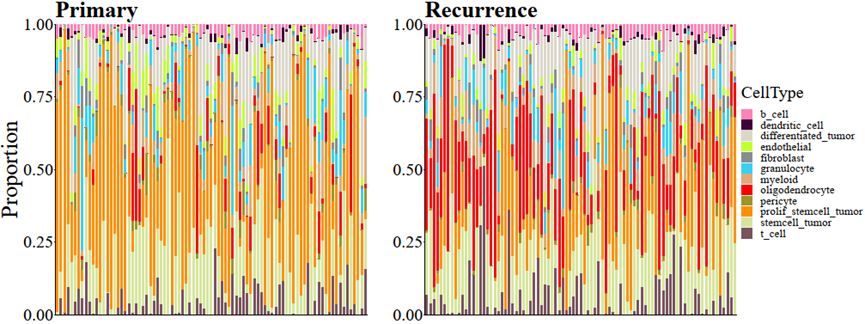 Primary
Recurrence
Proportion
1.00
0.75
0.50
0.25
0.00
1.00
0.75
0.50
0.25
0.00
CellType
b_cell
dendritic_cell
differentiated_tumor
endothelial
fibroblast
granulocyte
myeloid
oligodendrocyte
pericyte
prolif_stemcell_tumor
stemcell_tumor
t_cell